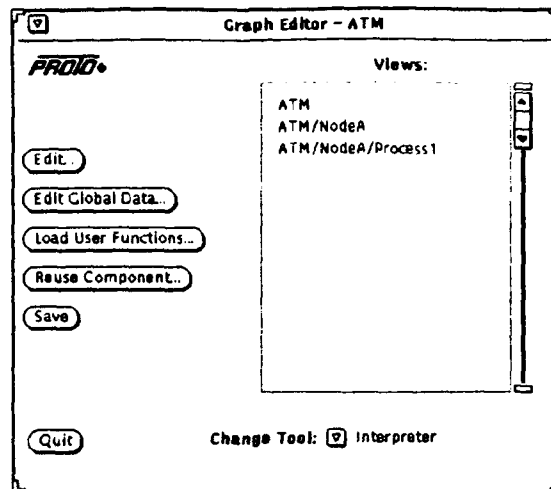 Graph Editor - ATM
PROTO+
Views:
ATM
ATM/NodeA
ATM/NodeA/Process1
Edit...
Edit Global Data...
Load User Functions...
Reuse Component...
Save
Quit
Change Tool: Interpreter